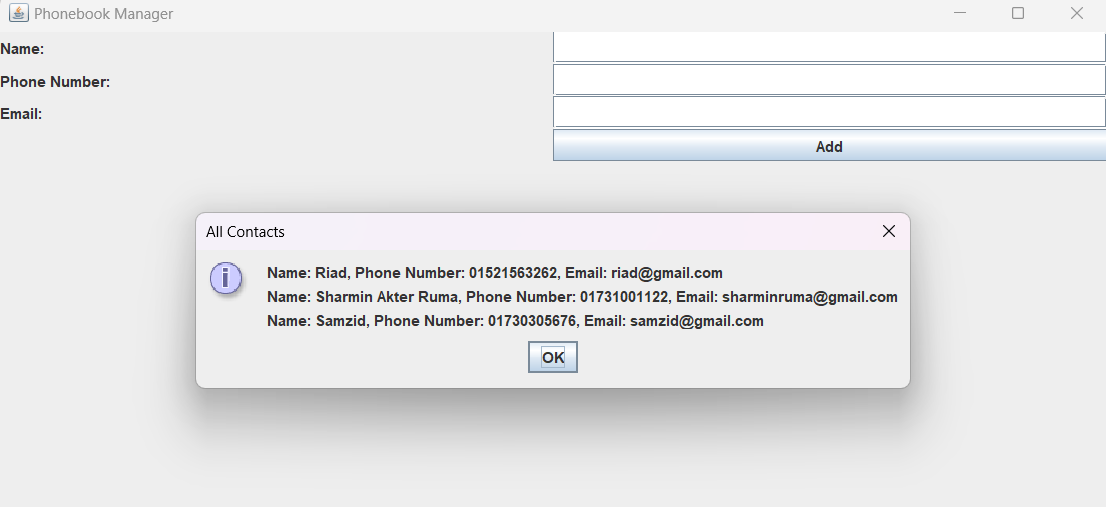 Phonebook Manager
Name:
Phone Number:
Email:
Add
All Contacts
i
Name: Riad, Phone Number: 01521563262, Email: riad@gmail.com
Name: Sharmin Akter Ruma, Phone Number: 01731001122, Email: sharminruma@gmail.com
Name: Samzid, Phone Number: 01730305676, Email: samzid@gmail.com
OK